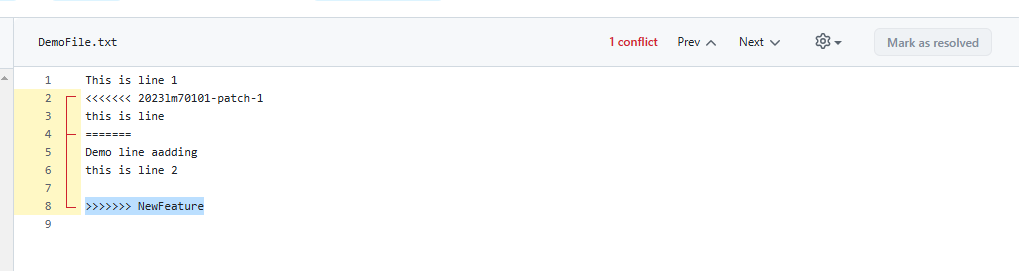 DemoFile.txt 1 conflict Prev Next Mark as resolved
1 This is line 1
2 <<<<<<< 2023lm70101-patch-1
3 this is line
4 =======
5 Demo line aadding
6 this is line 2
7
8 >>>>>>> NewFeature
9